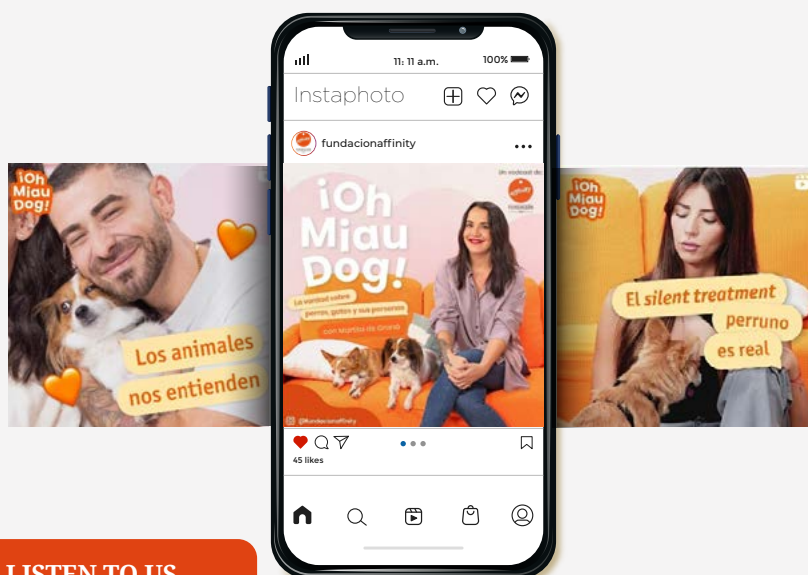 11: 11 a.m.
100%
Instaphoto
fundacionaffinity
¡Oh
Miau
Dog!
Los animales
nos entienden
Un podcast de:
¡Oh
Miau
Dog!
La verdad sobre
perros, gatos y sus personas
con Martita de Graná
@fundacionaffinity
¡Oh
Miau
Dog!
El silent treatment
perruno
es real
45 likes
LISTEN TO US